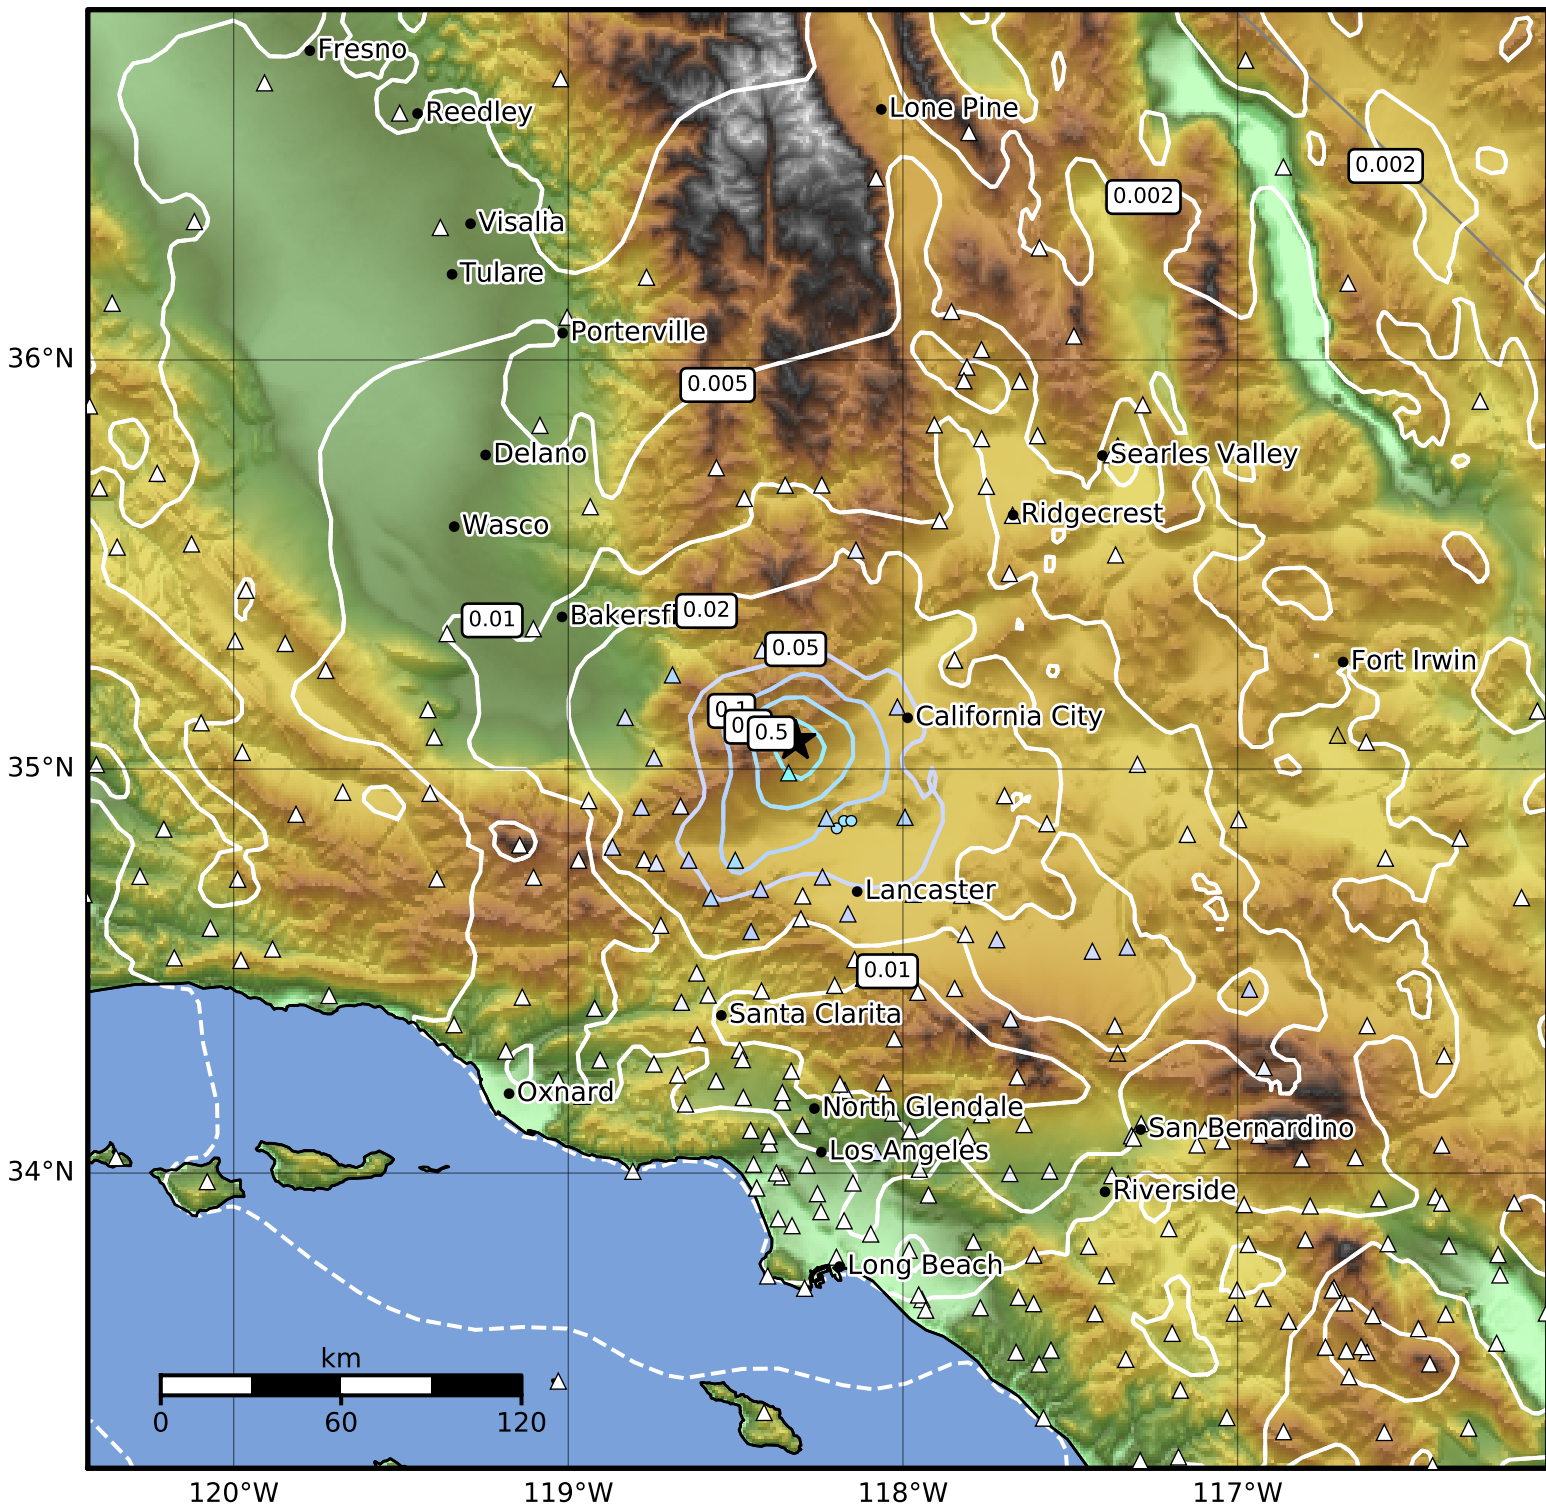 Fresno
Reedley
Lone Pine
0.002
0.002
Visalia
Tulare
Porterville
36°N
0.005
Delano
Searles Valley
Wasco
Ridgecrest
0.01
Bakersfi
0.02
0.05
Fort Irwin
0.1
0.
0.5
California City
35°N
Lancaster
0.01
Santa Clarita
Oxnard
North Glendale
San Bernardino
Los Angeles
34°N
Riverside
Long Beach
km
0 60 120
120°W 119°W 118°W 117°W